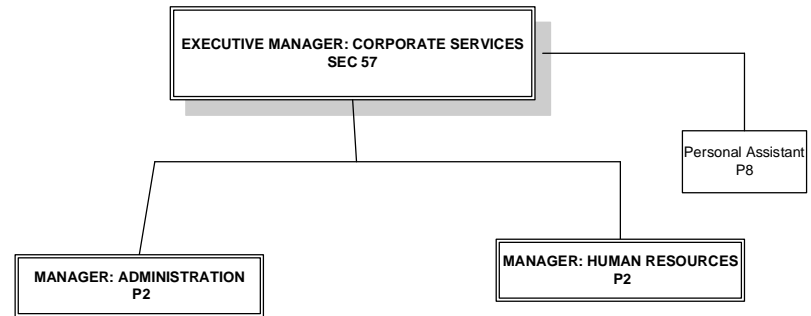 EXECUTIVE MANAGER: CORPORATE SERVICES
SEC 57
Personal Assistant
P8
MANAGER: ADMINISTRATION
P2
MANAGER: HUMAN RESOURCES
P2